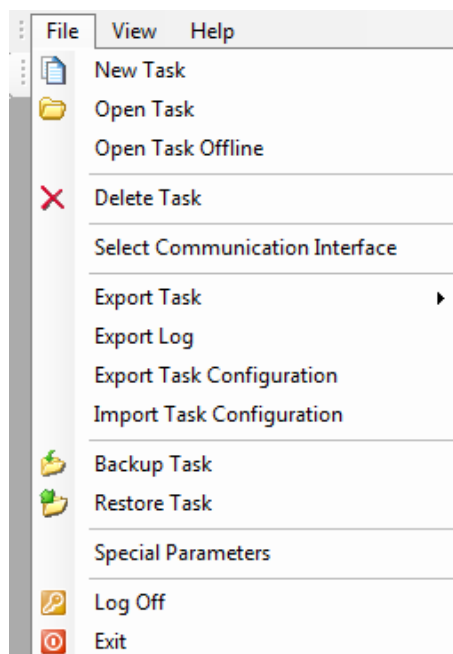 File View Help
New Task
Open Task
Open Task Offline
Delete Task
Select Communication Interface
Export Task
Export Log
Export Task Configuration
Import Task Configuration
Backup Task
Restore Task
Special Parameters
Log Off
Exit